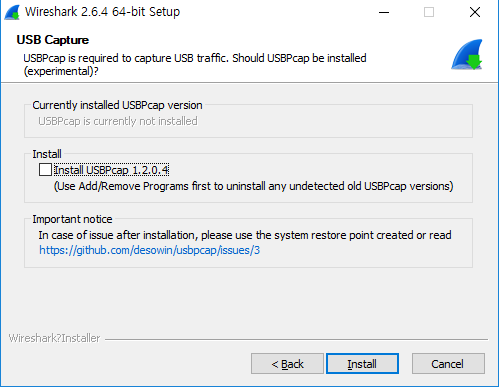 Wireshark 2.6.4 64-bit Setup
USB Capture
USBPcap is required to capture USB traffic. Should USBPcap be installed
(experimental)?
Currently installed USBPcap version
USBPcap is currently not installed
Install
Install USBPcap 1.2.0.4
(Use Add/Remove Programs first to uninstall any undetected old USBPcap versions)
Important notice
In case of issue after installation, please use the system restore point created or read
https://github.com/desowin/usbpcap/issues/3
Wireshark?Installer
< Back
Install
Cancel